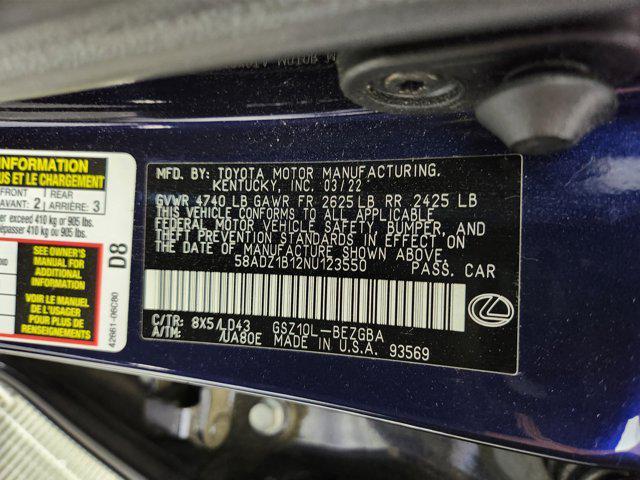 INFORMATION
PLUS ET LE CHARGEMENT
FRONT
AVANT: 2
REAR
ARRIÈRE: 3
exceed 410 kg or 905 lbs.
410 kg ou 905 lb.
SEE OWNER'S
MANUAL FOR
ADDITIONAL
INFORMATION
VOIR LE MANUEL
DE L'USAGER
POUR PLUS DE
RENSEIGNEMENTS
D8
42661-06C80
MFD. BY: TOYOTA MOTOR MANUFACTURING.
KENTUCKY, INC. 03/22
GVWR 4740 LB GAWR FR 2625 LB RR 2425 LB
THIS VEHICLE CONFORMS TO ALL APPLICABLE
FEDERAL MOTOR VEHICLE SAFETY, BUMPER, AND
THEFT PREVENTION STANDARDS IN EFFECT ON
THE DATE OF MANUFACTURE SHOWN ABOVE.
58ADZ1B12NU123550 PASS. CAR
C/TR: 8X5/LD43 GSZ10L-BEZGBA
A/TM: /UA80E MADE IN U.S.A. 93569